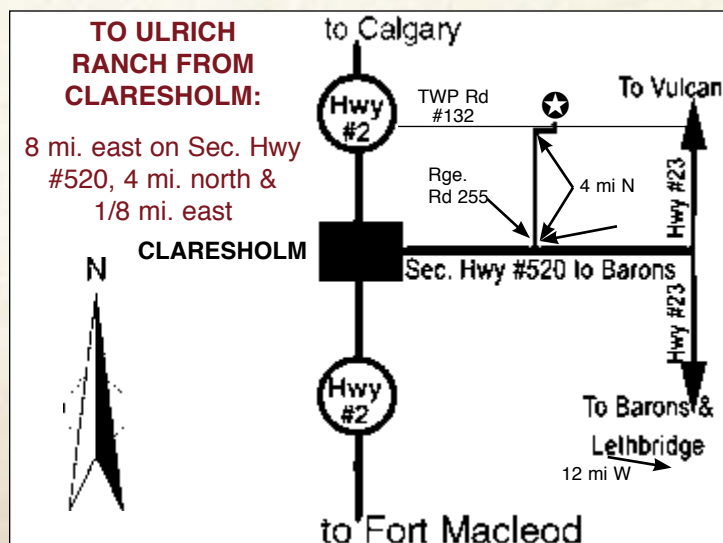 TO ULRICH
RANCH FROM
CLARESHOLM:
8 mi. east on Sec. Hwy
#520, 4 mi. north &
1/8 mi. east
to Calgary
Hwy
#2
TWP Rd
#132
To Vulcan
Rge.
Rd 255
4 mi N
Hwy #23
CLARESHOLM
Sec. Hwy #520 to Barons
N
Hwy #23
Hwy
#2
To Barons &
Lethbridge
12 mi W
to Fort Macleod